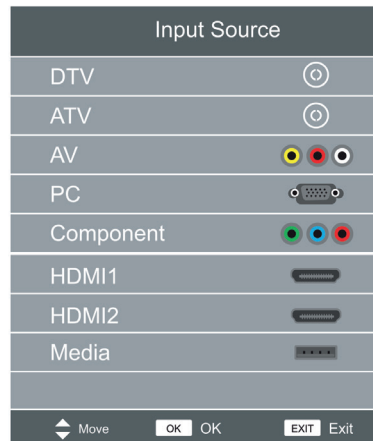 Input Source
DTV
ATV
AV
PC
Component
HDMI1
HDMI2
Media
Move OK OK EXIT Exit